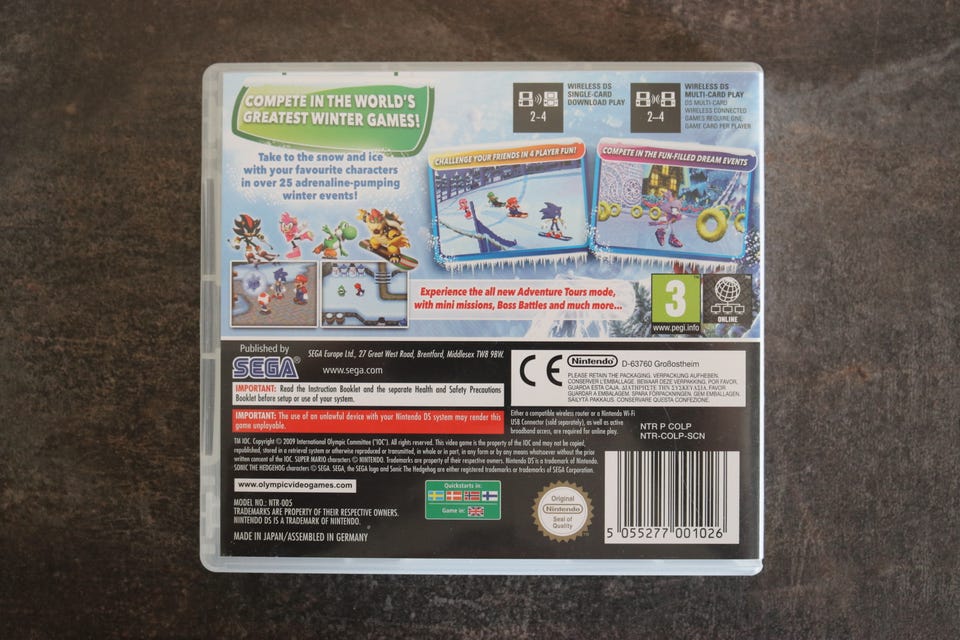 COMPETE IN THE WORLD'S
GREATEST WINTER GAMES!
Take to the snow and ice
with your favourite characters
in over 25 adrenaline-pumping
winter events!
2–4
WIRELESS DS
SINGLE-CARD
DOWNLOAD PLAY
2–4
WIRELESS DS
MULTI-CARD PLAY
DS MULTI-CARD
WIRELESS CONNECTED
GAMES REQUIRE ONE
GAME CARD PER PLAYER
CHALLENGE YOUR FRIENDS IN 4 PLAYER FUN!
COMPETE IN THE FUN-FILLED DREAM EVENTS
Experience the all new Adventure Tours mode,
with mini missions, Boss Battles and much more...
3
™
www.pegi.info
ONLINE
Published by
SEGA®
SEGA Europe Ltd., 27 Great West Road, Brentford, Middlesex TW8 9BW.
www.sega.com
IMPORTANT: Read the Instruction Booklet and the separate Health and Safety Precautions
Booklet before setup or use of your system.
IMPORTANT: The use of an unlawful device with your Nintendo DS system may render this
game unplayable.
CE
Nintendo
D-63760 Großostheim
PLEASE RETAIN THE PACKAGING. VERPACKUNG AUFHEBEN.
CONSERVER L'EMBALLAGE. BEWAAR DEZE VERPAKKING. POR FAVOR,
GUARDA ESTA CAJA. ΔΙΑΤΗΡΗΣΤΕ ΤΗ ΣΥΣΚΕΥΑΣΙΑ. FAVOR
GUARDAR A EMBALAGEM. SPARA FÖRPACKNINGEN. GEM EMBALLAGEN.
SÄILYTÄ PAKKAUS. CONSERVARE QUESTA CONFEZIONE.
Either a compatible wireless router or a Nintendo Wi-Fi
USB Connector (sold separately), as well as active
broadband access, are required for online play.
NTR P COLP
NTR-COLP-SCN
TM IOC. Copyright © 2009 International Olympic Committee ("IOC"). All rights reserved. This video game is the property of the IOC and may not be copied,
republished, stored in a retrieval system or otherwise reproduced or transmitted, in whole or in part, in any form or by any means whatsoever without the prior
written consent of the IOC. SUPER MARIO characters © NINTENDO. Trademarks are property of their respective owners. Nintendo DS is a trademark of Nintendo.
SONIC THE HEDGEHOG characters © SEGA. SEGA, the SEGA logo and Sonic The Hedgehog are either registered trademarks or trademarks of SEGA Corporation.
www.olympicvideogames.com
MODEL NO.: NTR-005
TRADEMARKS ARE PROPERTY OF THEIR RESPECTIVE OWNERS.
NINTENDO DS IS A TRADEMARK OF NINTENDO.
MADE IN JAPAN/ASSEMBLED IN GERMANY
Quickstarts in:
Game in:
Original
Nintendo
Seal of
Quality
5 055277 001026